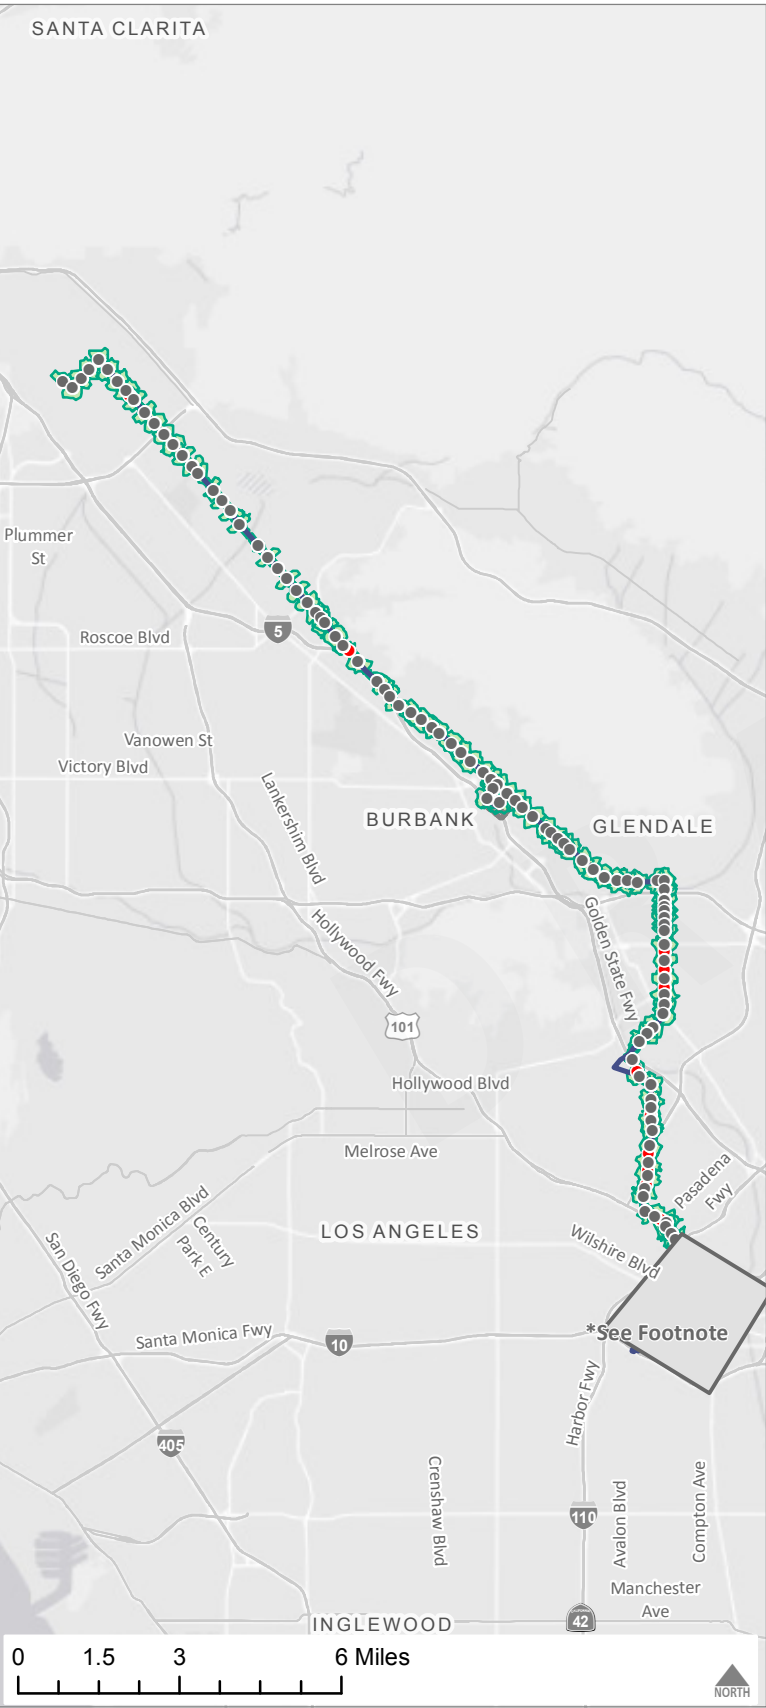 SANTA CLARITA
Plummer
St
5
Roscoe Blvd
Vanowen St
Victory Blvd
Lankershim Blvd
BURBANK
GLENDALE
Golden State Fwy
Hollywood Fwy
101
Hollywood Blvd
Melrose Ave
Pasadena
Fwy
Santa Monica Blvd
Century
Park E
LOS ANGELES
Wilshire Blvd
San Diego Fwy
Santa Monica Fwy
10
*See Footnote
Harbor Fwy
405
Crenshaw Blvd
110
Avalon Blvd
Compton Ave
Manchester
Ave
42
INGLEWOOD
0 1.5 3 6 Miles
NORTH